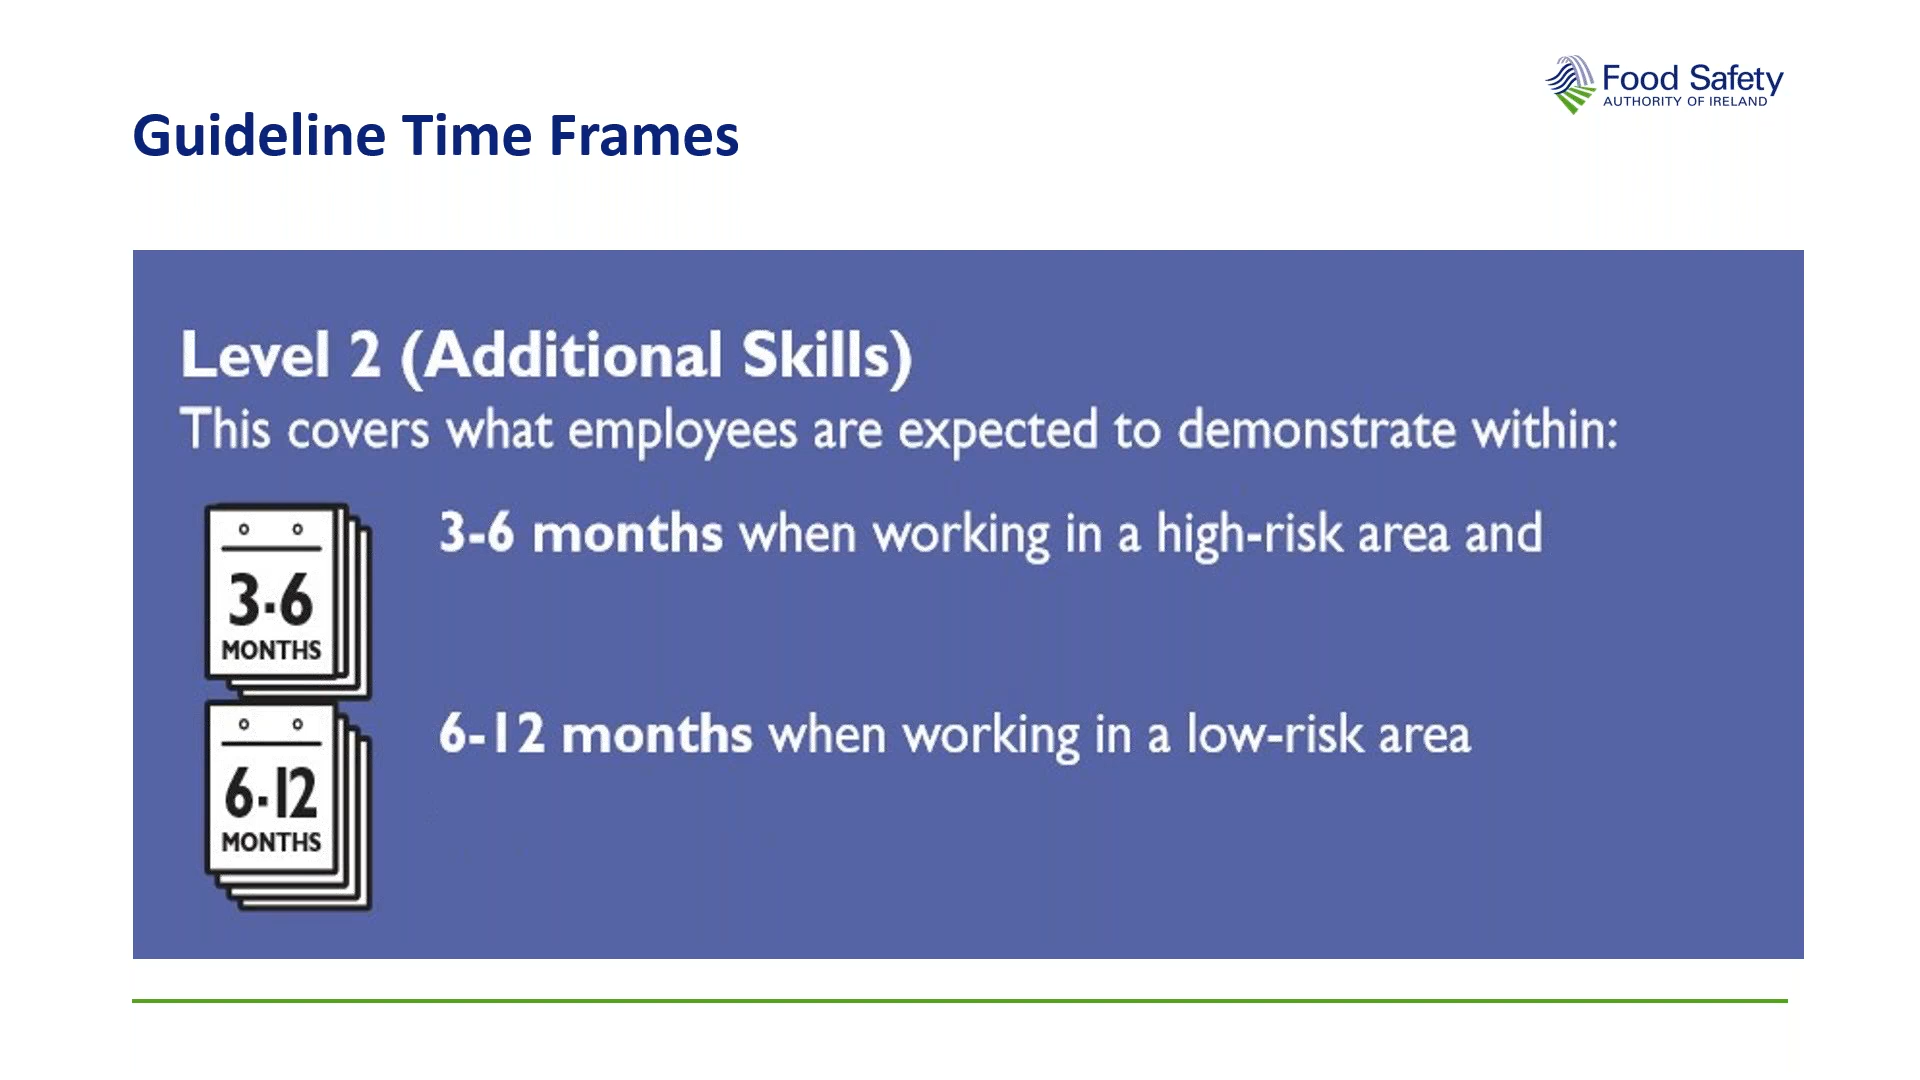 Food Safety
AUTHORITY OF IRELAND
Guideline Time Frames
Level 2 (Additional Skills)
This covers what employees are expected to demonstrate within:
3-6
MONTHS
3-6 months when working in a high-risk area and
6-12
MONTHS
6-12 months when working in a low-risk area